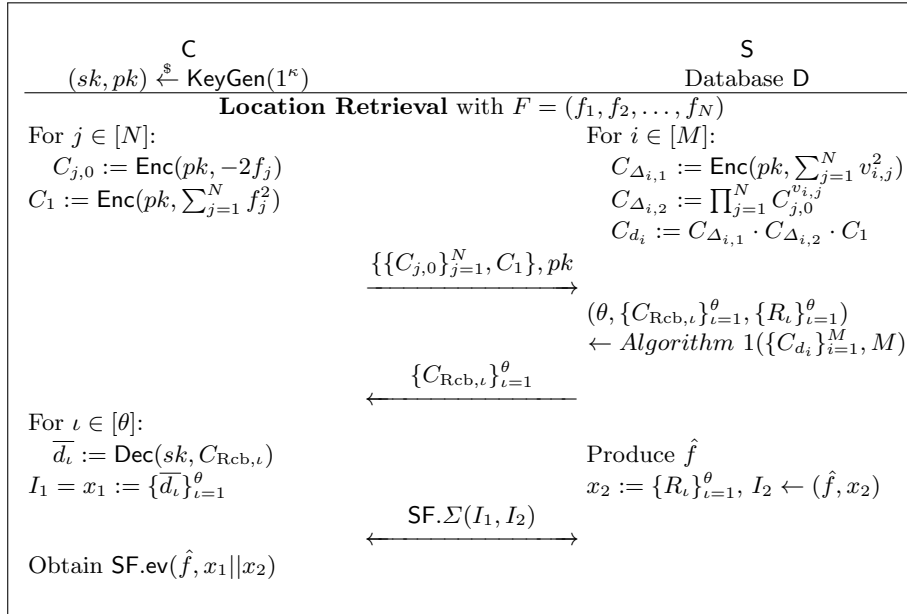 C S
(sk, pk) $← KeyGen(1^κ) Database D
Location Retrieval with F = (f_1, f_2, . . . , f_N)
For j ∈ [N]: For i ∈ [M]:
C_{j,0} := Enc(pk, −2f_j) C_{Δ_{i,1}} := Enc(pk, ∑_{j=1}^N v_{i,j}^2)
C_1 := Enc(pk, ∑_{j=1}^N f_j^2) C_{Δ_{i,2}} := ∏_{j=1}^N C_{j,0}^{v_{i,j}}
C_{d_i} := C_{Δ_{i,1}} · C_{Δ_{i,2}} · C_1
{{C_{j,0}}_{j=1}^N, C_1}, pk
(θ, {C_{Rcb,ι}}_{ι=1}^θ, {R_ι}_{ι=1}^θ)
← Algorithm 1({C_{d_i}}_{i=1}^M, M)
{C_{Rcb,ι}}_{ι=1}^θ
For ι ∈ [θ]:
\overline{d_ι} := Dec(sk, C_{Rcb,ι}) Produce \hat{f}
I_1 = x_1 := {\overline{d_ι}}_{ι=1}^θ x_2 := {R_ι}_{ι=1}^θ, I_2 ← (\hat{f}, x_2)
SF.Σ(I_1, I_2)
Obtain SF.ev(\hat{f}, x_1||x_2)